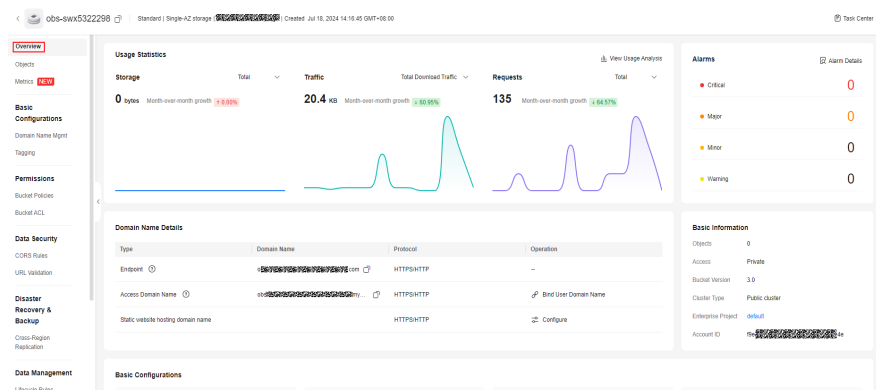 obs-swx5322298 Standard | Single-AZ storage | | Created Jul 18, 2024 14:16:45 GMT+08:00 Task Center
Overview
Objects
Metrics NEW
Basic
Configurations
Domain Name Mgmt
Tagging
Permissions
Bucket Policies
Bucket ACL
Data Security
CORS Rules
URL Validation
Disaster
Recovery &
Backup
Cross-Region
Replication
Data Management
Lifecycle Rules
Usage Statistics View Usage Analysis
Storage Total
0 bytes Month-over-month growth + 0.00%
Traffic Total Download Traffic
20.4 KB Month-over-month growth + 60.95%
Requests Total
135 Month-over-month growth + 64.57%
Alarms Alarm Details
Critical 0
Major 0
Minor 0
Warning 0
Domain Name Details
Type Domain Name Protocol Operation
Endpoint com HTTPS/HTTP --
Access Domain Name obs my... HTTPS/HTTP Bind User Domain Name
Static website hosting domain name HTTPS/HTTP Configure
Basic Information
Objects 0
Access Private
Bucket Version 3.0
Cluster Type Public cluster
Enterprise Project default
Account ID f9e 4e
Basic Configurations